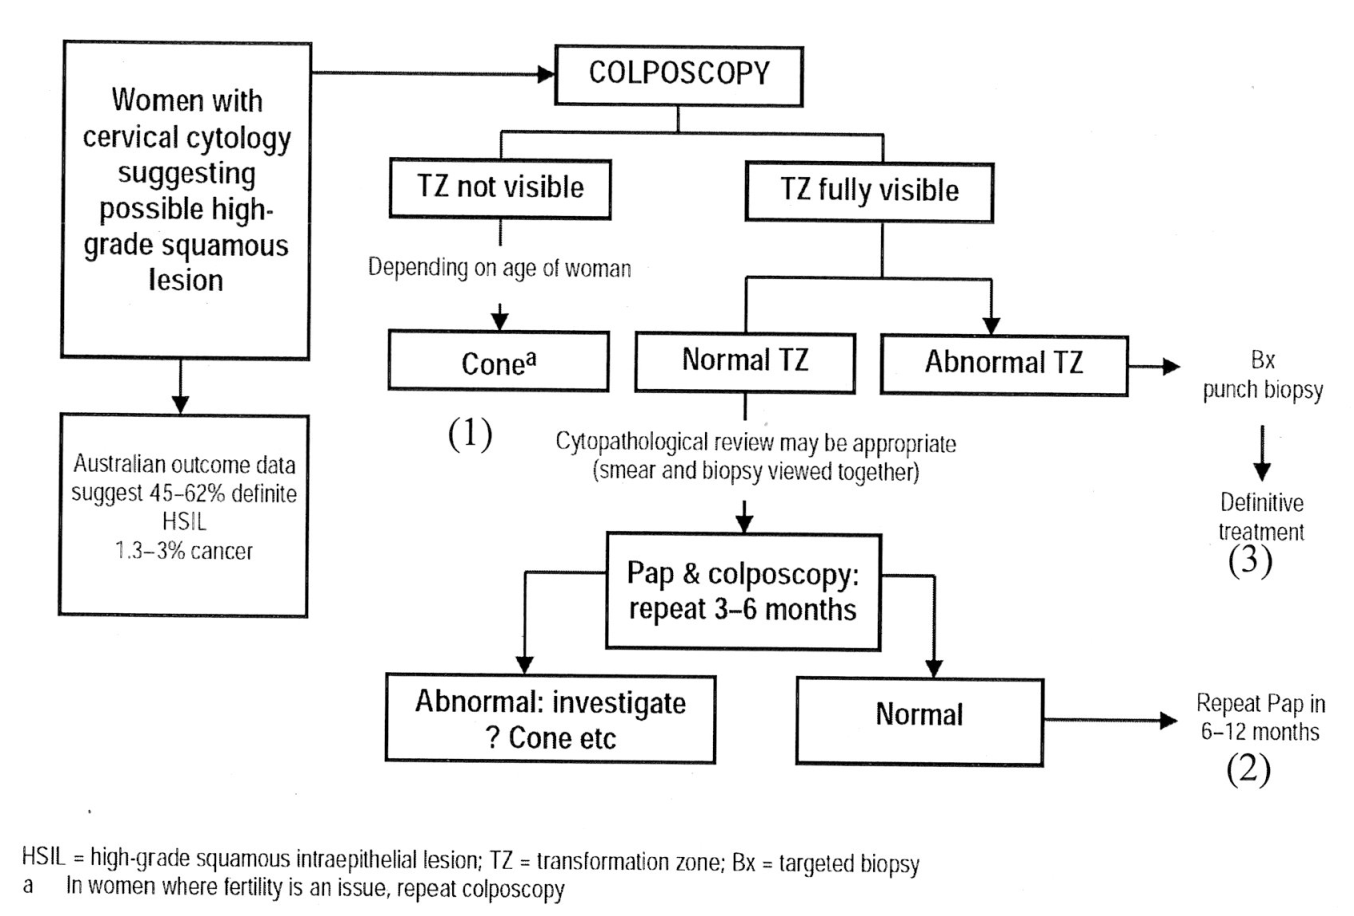 Women with
cervical cytology
suggesting
possible high-
grade squamous
lesion
COLPOSCOPY
TZ not visible
TZ fully visible
Depending on age of woman
Coneᵃ
(1)
Normal TZ
Abnormal TZ
Bx
punch biopsy
Cytopathological review may be appropriate
(smear and biopsy viewed together)
Definitive
treatment
(3)
Australian outcome data
suggest 45–62% definite
HSIL
1.3–3% cancer
Pap & colposcopy:
repeat 3–6 months
Abnormal: investigate
? Cone etc
Normal
Repeat Pap in
6–12 months
(2)
HSIL = high-grade squamous intraepithelial lesion; TZ = transformation zone; Bx = targeted biopsy
a In women where fertility is an issue, repeat colposcopy